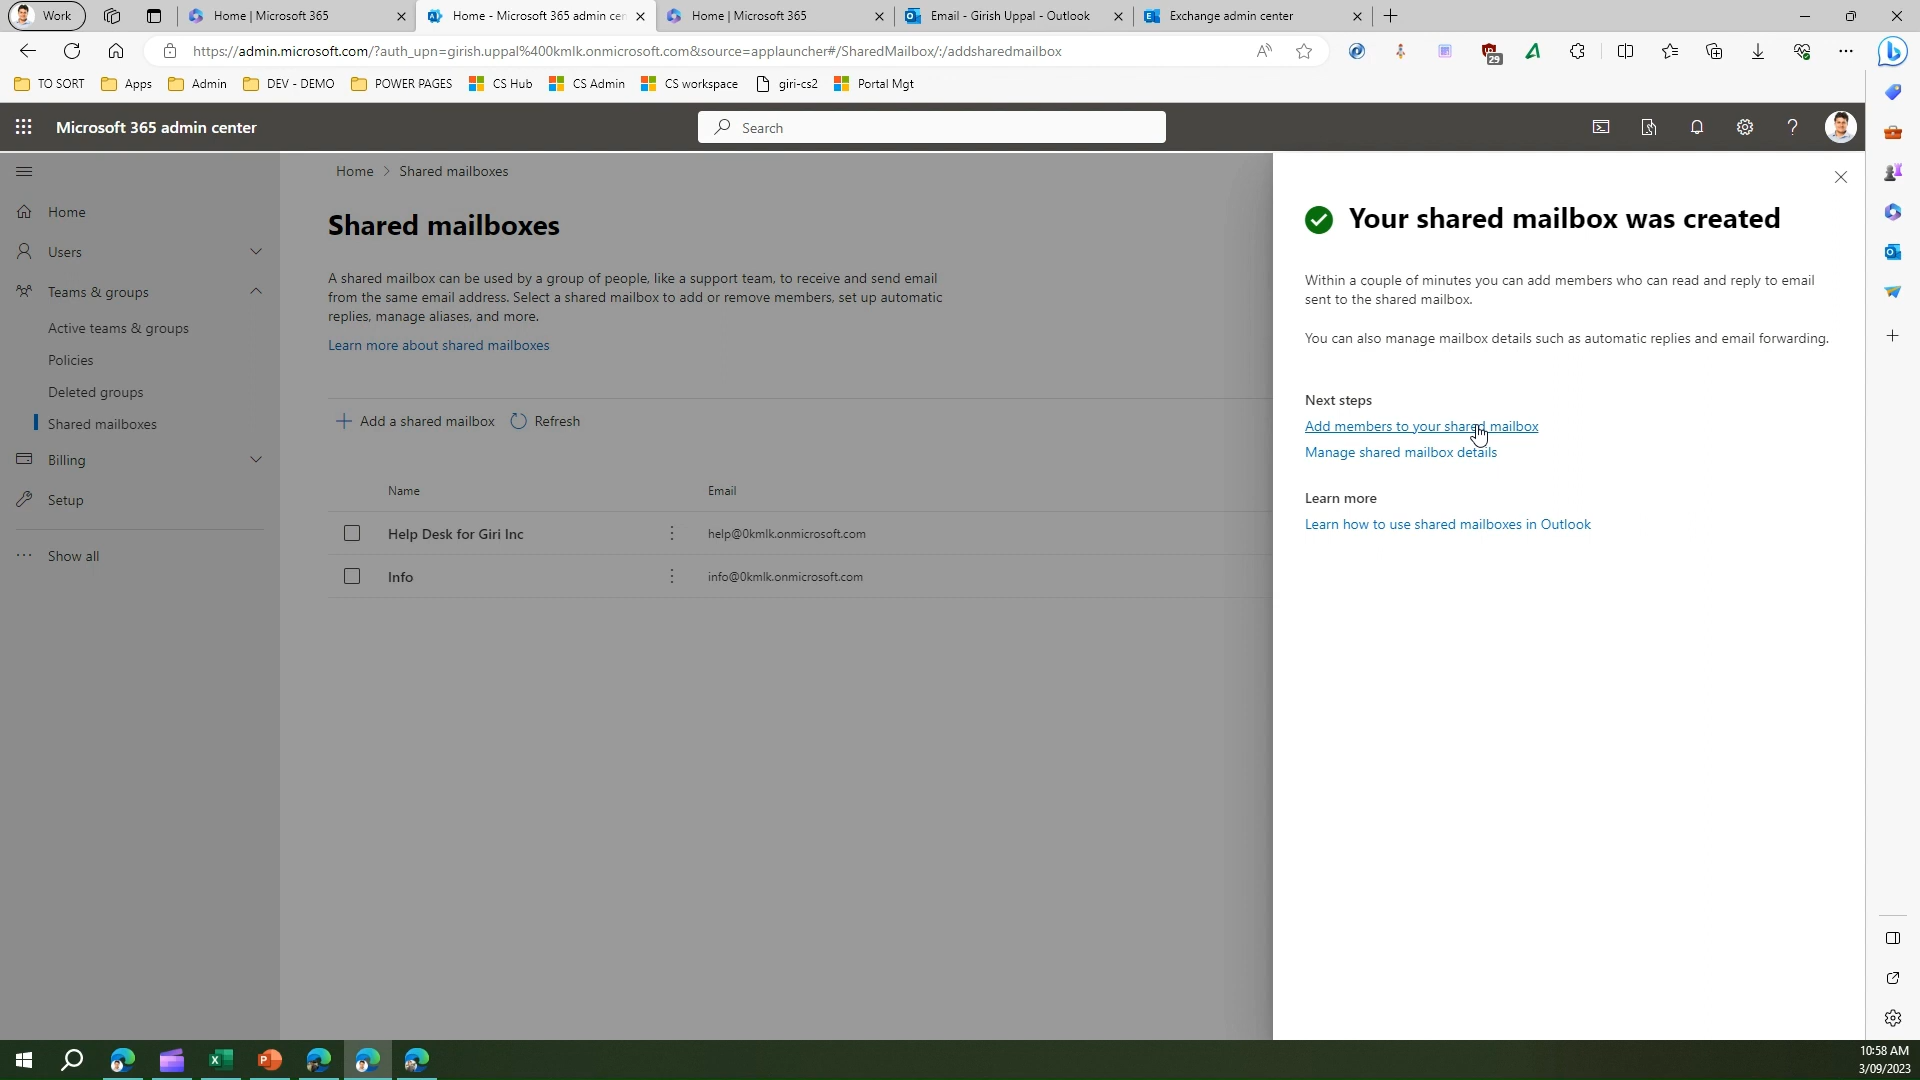 Work
Home | Microsoft 365
Home - Microsoft 365 admin cen
Home | Microsoft 365
Email - Girish Uppal - Outlook
Exchange admin center
https://admin.microsoft.com/?auth_upn=girish.uppal%400kmlk.onmicrosoft.com&source=applauncher#/SharedMailbox/:/addsharedmailbox
29
TO SORT
Apps
Admin
DEV - DEMO
POWER PAGES
CS Hub
CS Admin
CS workspace
giri-cs2
Portal Mgt
Microsoft 365 admin center
Search
Home
Users
Teams & groups
Active teams & groups
Policies
Deleted groups
Shared mailboxes
Billing
Setup
Show all
Home > Shared mailboxes
Shared mailboxes
A shared mailbox can be used by a group of people, like a support team, to receive and send email
from the same email address. Select a shared mailbox to add or remove members, set up automatic
replies, manage aliases, and more.
Learn more about shared mailboxes
Add a shared mailbox
Refresh
Name
Email
Help Desk for Giri Inc
help@0kmlk.onmicrosoft.com
Info
info@0kmlk.onmicrosoft.com
Your shared mailbox was created
Within a couple of minutes you can add members who can read and reply to email
sent to the shared mailbox.
You can also manage mailbox details such as automatic replies and email forwarding.
Next steps
Add members to your shared mailbox
Manage shared mailbox details
Learn more
Learn how to use shared mailboxes in Outlook
10:58 AM
3/09/2023